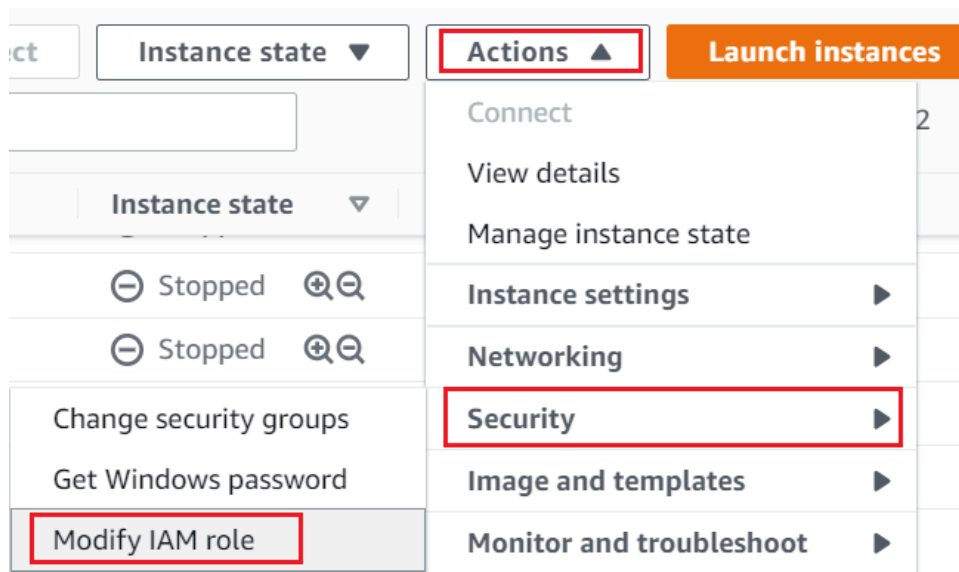 ct
Instance state
Actions
Launch instances
Connect
2
View details
Instance state
Manage instance state
Stopped
Instance settings
Stopped
Networking
Change security groups
Security
Get Windows password
Image and templates
Modify IAM role
Monitor and troubleshoot